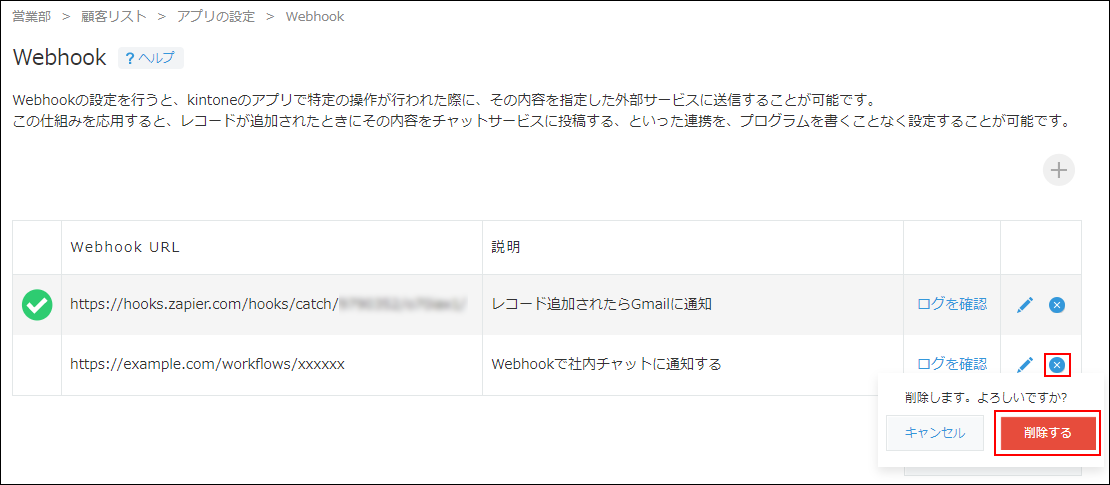 営業部 > 顧客リスト > アプリの設定 > Webhook
Webhook ? ヘルプ
Webhookの設定を行うと、kintoneのアプリで特定の操作が行われた際に、その内容を指定した外部サービスに送信することが可能です。
この仕組みを応用すると、レコードが追加されたときにその内容をチャットサービスに投稿する、といった連携を、プログラムを書くことなく設定することが可能です。
Webhook URL 説明
https://hooks.zapier.com/hooks/catch/ レコード追加されたらGmailに通知 ログを確認
https://example.com/workflows/xxxxxx Webhookで社内チャットに通知する ログを確認
削除します。よろしいですか?
キャンセル 削除する